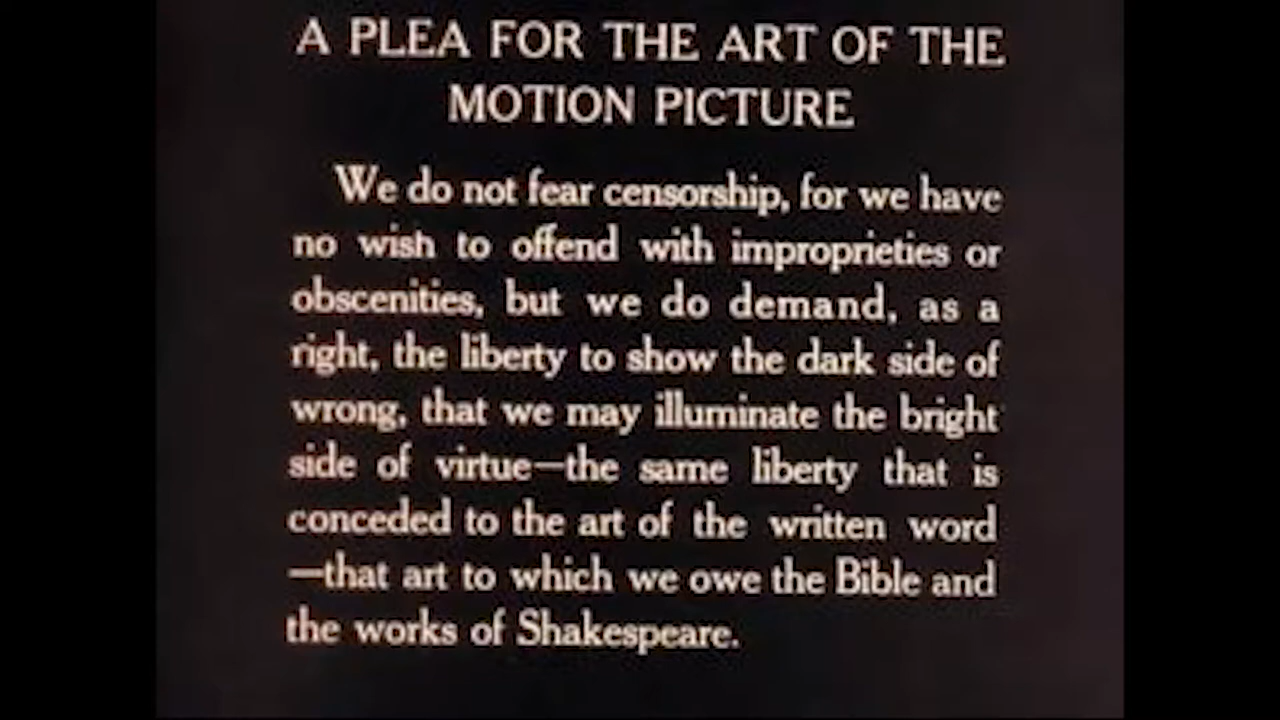 A PLEA FOR THE ART OF THE
MOTION PICTURE
We do not fear censorship, for we have
no wish to offend with improprieties or
obscenities, but we do demand, as a
right, the liberty to show the dark side of
wrong, that we may illuminate the bright
side of virtue—the same liberty that is
conceded to the art of the written word
—that art to which we owe the Bible and
the works of Shakespeare.